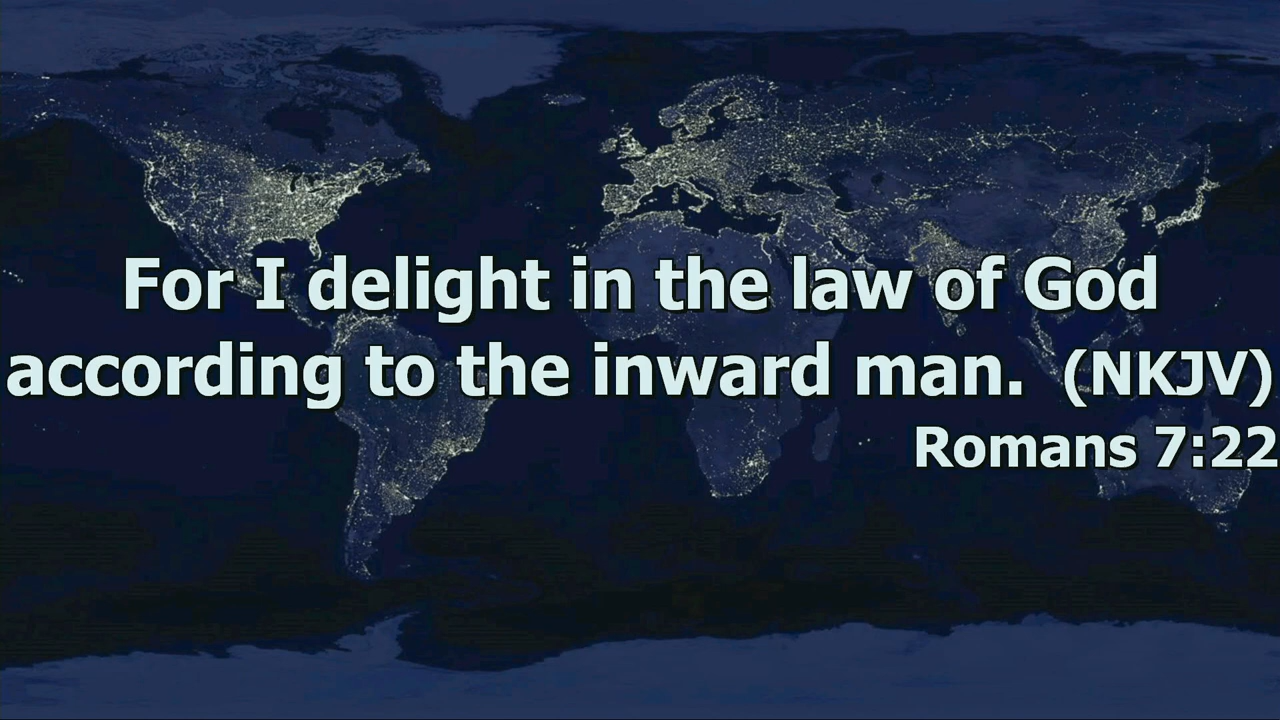 For I delight in the law of God
according to the inward man. (NKJV)
Romans 7:22